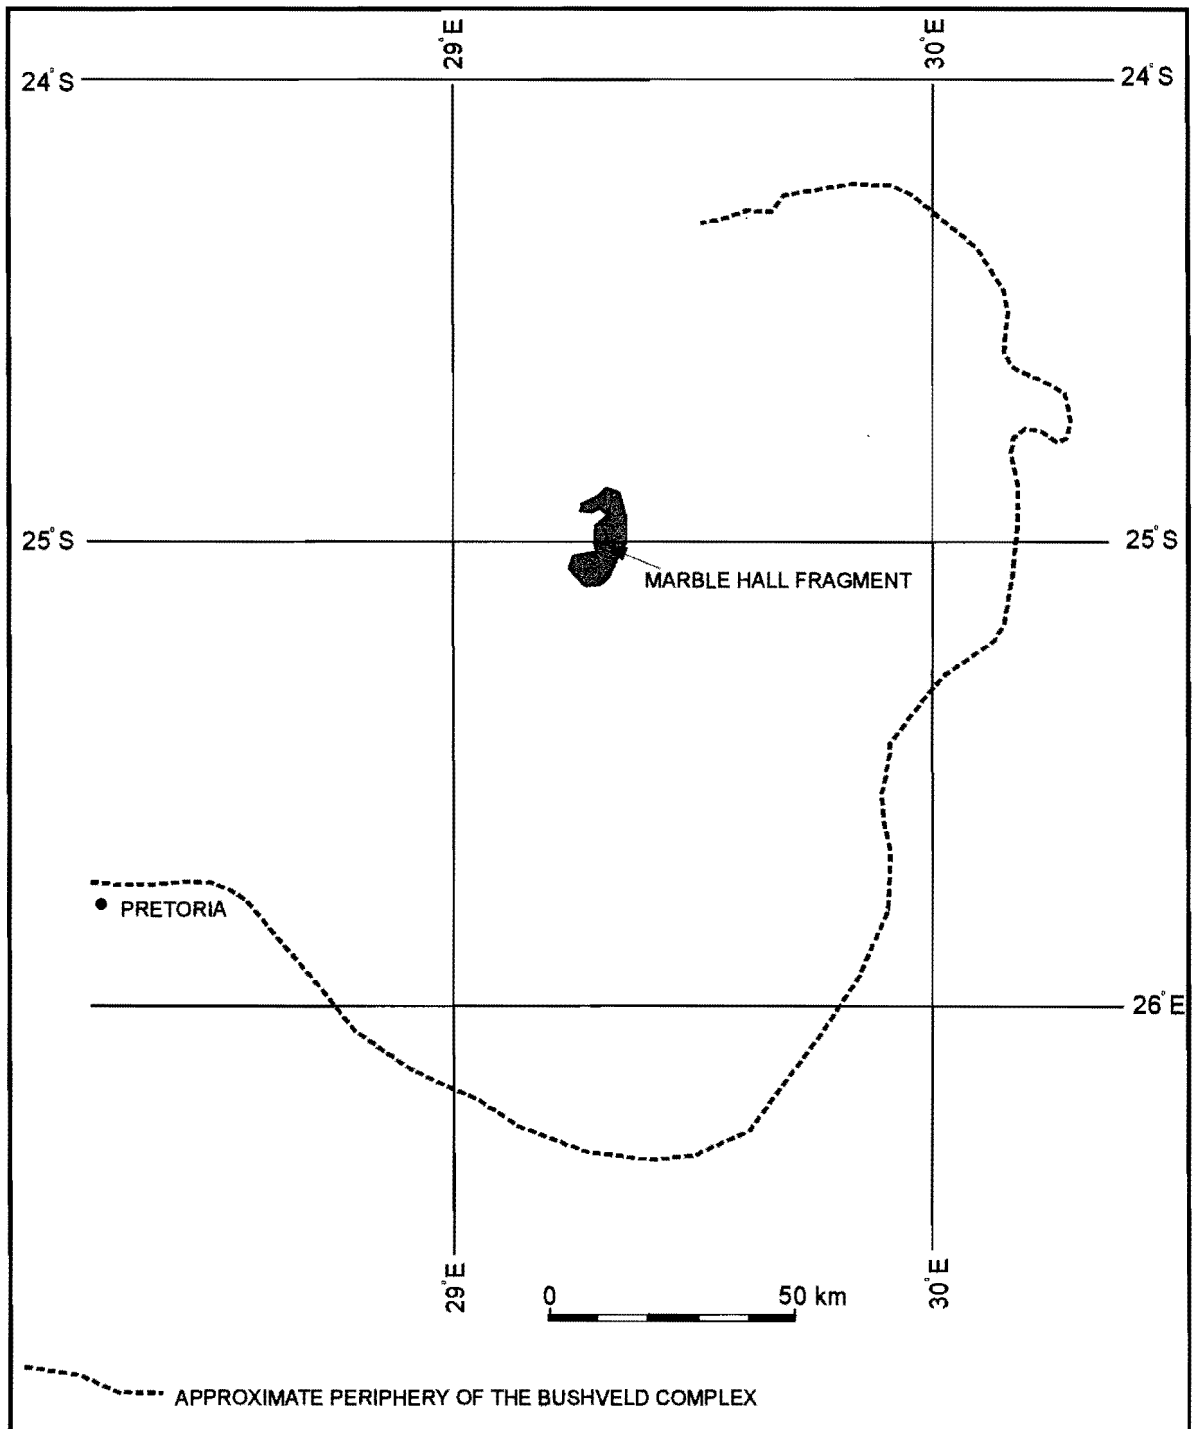 29°E
30°E
24°S
24°S
25°S
25°S
MARBLE HALL FRAGMENT
PRETORIA
26°E
29°E
30°E
0
50 km
APPROXIMATE PERIPHERY OF THE BUSHVELD COMPLEX